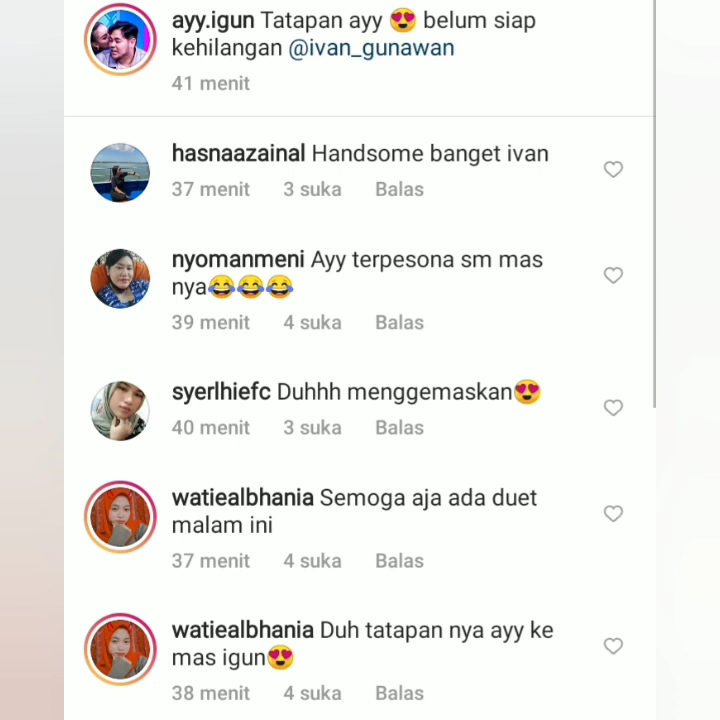 ayy.igun Tatapan ayy 😍 belum siap
kehilangan @ivan_gunawan
41 menit
hasnaazainal Handsome banget ivan
37 menit 3 suka Balas
nyomanmeni Ayy terpesona sm mas
nya😂😂😂
39 menit 4 suka Balas
syerlhiefc Duhhh menggemaskan😍
40 menit 3 suka Balas
watiealbhania Semoga aja ada duet
malam ini
37 menit 4 suka Balas
watiealbhania Duh tatapan nya ayy ke
mas igun😍
38 menit 4 suka Balas